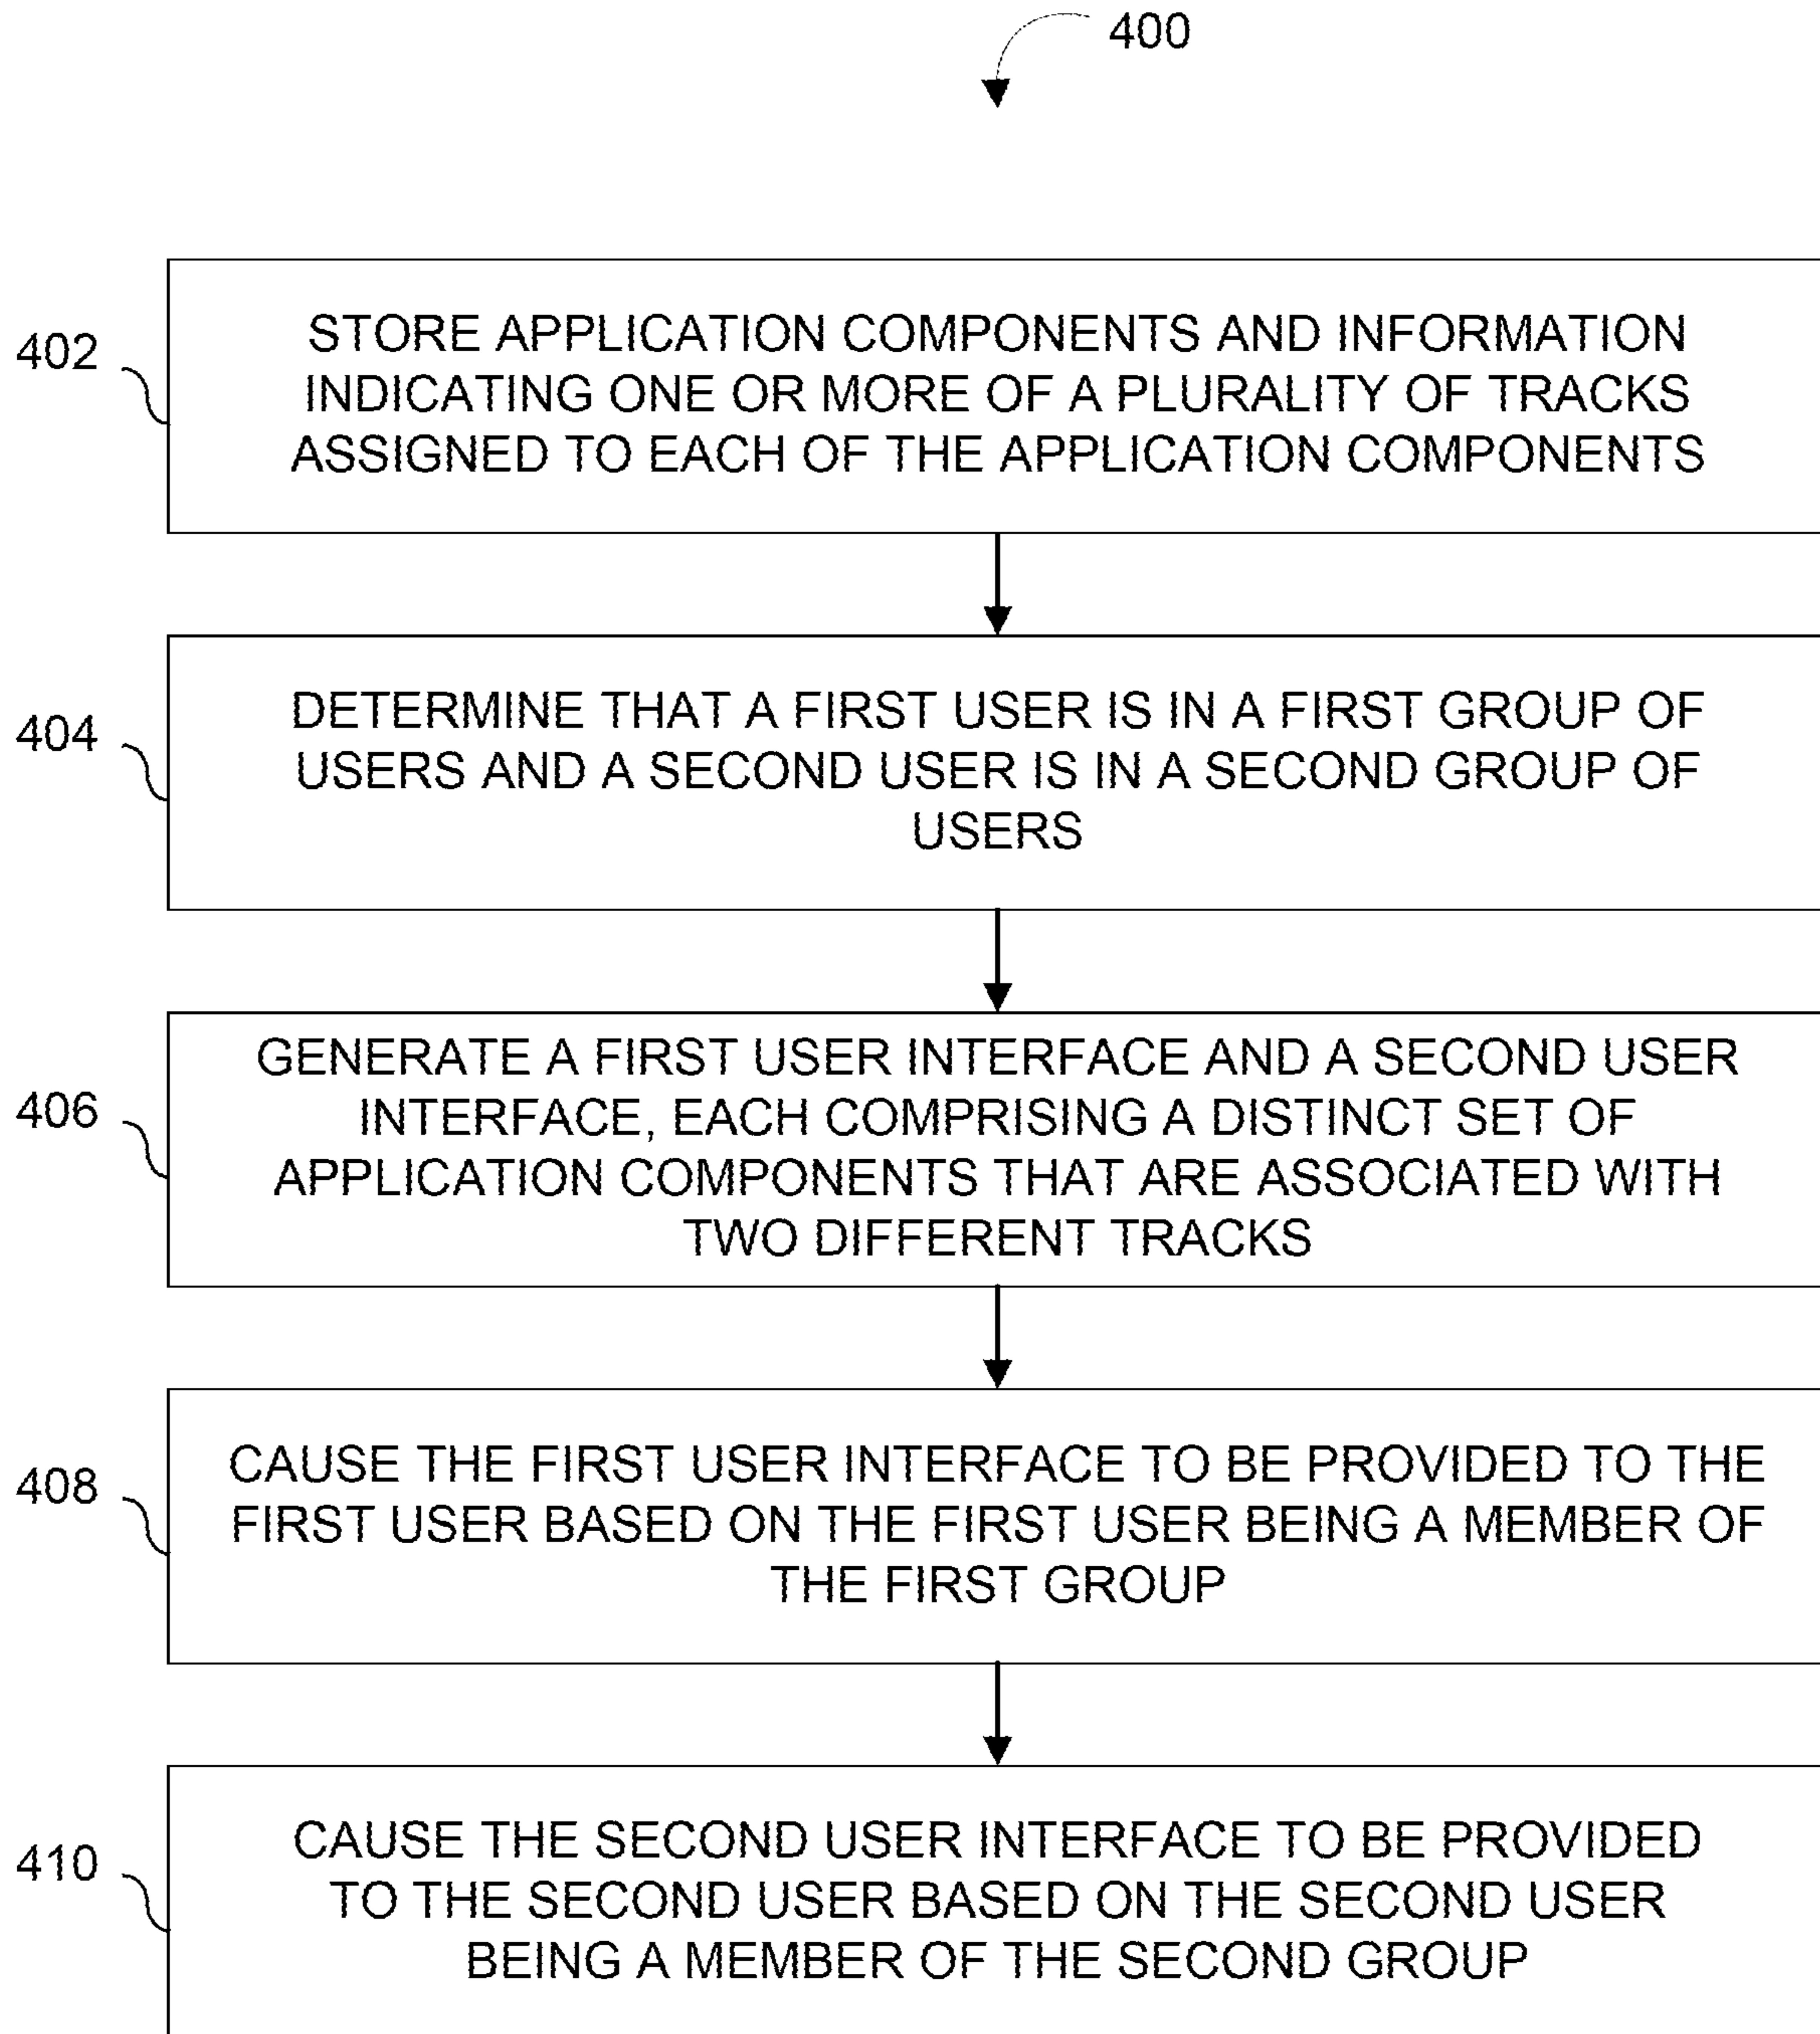 400
402
STORE APPLICATION COMPONENTS AND INFORMATION
INDICATING ONE OR MORE OF A PLURALITY OF TRACKS
ASSIGNED TO EACH OF THE APPLICATION COMPONENTS
404
DETERMINE THAT A FIRST USER IS IN A FIRST GROUP OF
USERS AND A SECOND USER IS IN A SECOND GROUP OF
USERS
406
GENERATE A FIRST USER INTERFACE AND A SECOND USER
INTERFACE, EACH COMPRISING A DISTINCT SET OF
APPLICATION COMPONENTS THAT ARE ASSOCIATED WITH
TWO DIFFERENT TRACKS
408
CAUSE THE FIRST USER INTERFACE TO BE PROVIDED TO THE
FIRST USER BASED ON THE FIRST USER BEING A MEMBER OF
THE FIRST GROUP
410
CAUSE THE SECOND USER INTERFACE TO BE PROVIDED
TO THE SECOND USER BASED ON THE SECOND USER
BEING A MEMBER OF THE SECOND GROUP